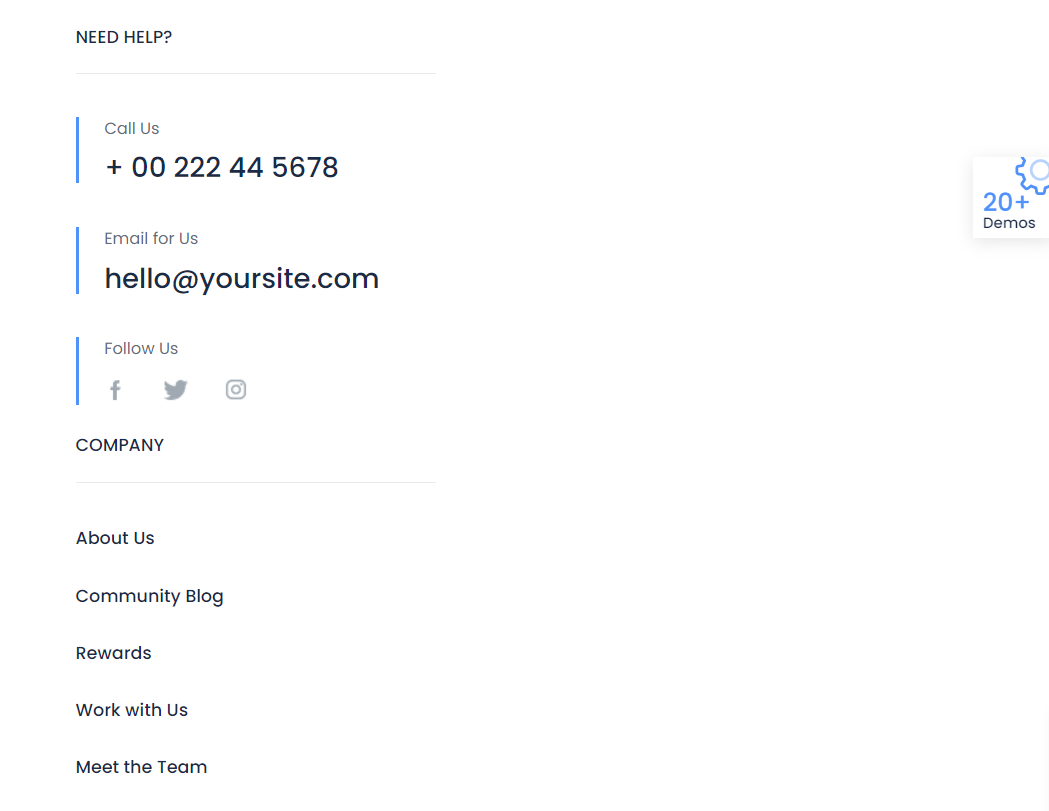 NEED HELP?
Call Us
+ 00 222 44 5678
Email for Us
hello@yoursite.com
Follow Us
COMPANY
About Us
Community Blog
Rewards
Work with Us
Meet the Team
20+
Demos